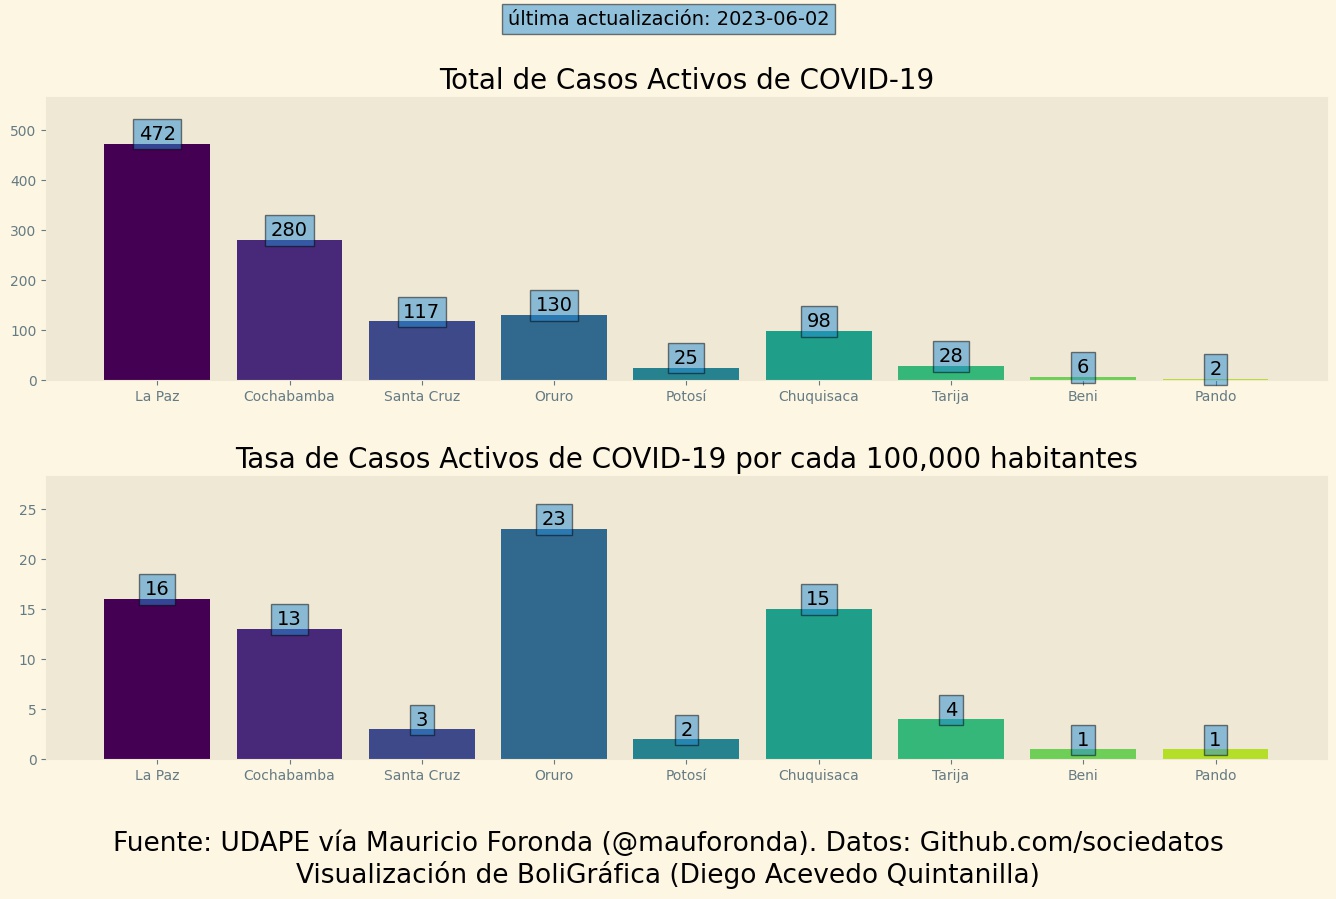 última actualización: 2023-06-02
Total de Casos Activos de COVID-19
500
400
300
200
100
0
472
280
117
130
25
98
28
6
2
La Paz
Cochabamba
Santa Cruz
Oruro
Potosí
Chuquisaca
Tarija
Beni
Pando
Tasa de Casos Activos de COVID-19 por cada 100,000 habitantes
25
20
15
10
5
0
16
13
3
23
2
15
4
1
1
La Paz
Cochabamba
Santa Cruz
Oruro
Potosí
Chuquisaca
Tarija
Beni
Pando
Fuente: UDAPE vía Mauricio Foronda (@mauforonda). Datos: Github.com/sociedatos
Visualización de BoliGráfica (Diego Acevedo Quintanilla)